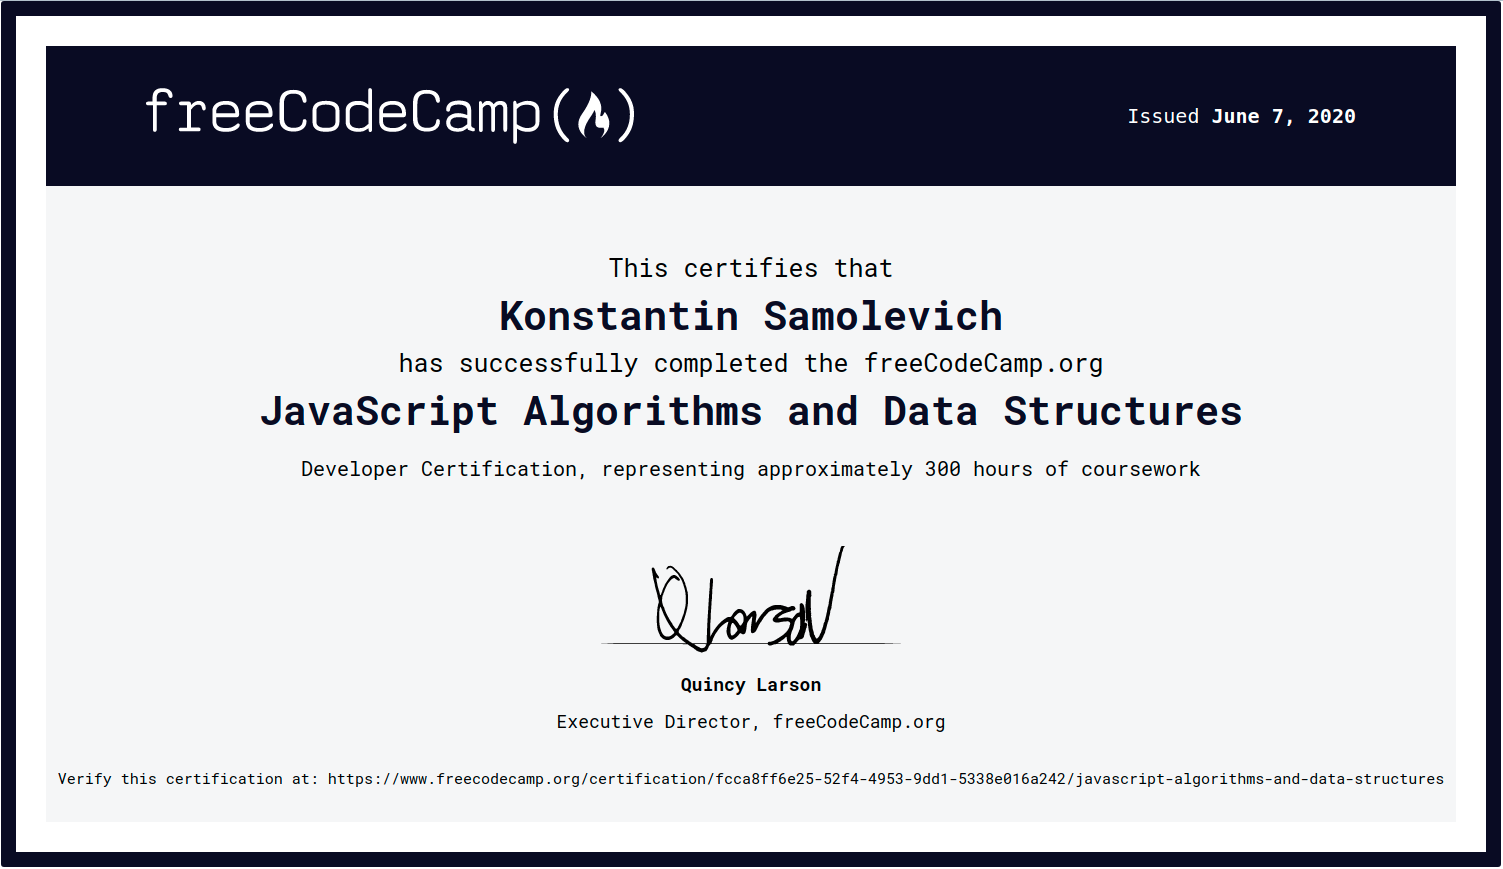 freeCodeCamp(🔥)
Issued June 7, 2020
This certifies that
Konstantin Samolevich
has successfully completed the freeCodeCamp.org
JavaScript Algorithms and Data Structures
Developer Certification, representing approximately 300 hours of coursework
Q Larson
Quincy Larson
Executive Director, freeCodeCamp.org
Verify this certification at: https://www.freecodecamp.org/certification/fcca8ff6e25-52f4-4953-9dd1-5338e016a242/javascript-algorithms-and-data-structures